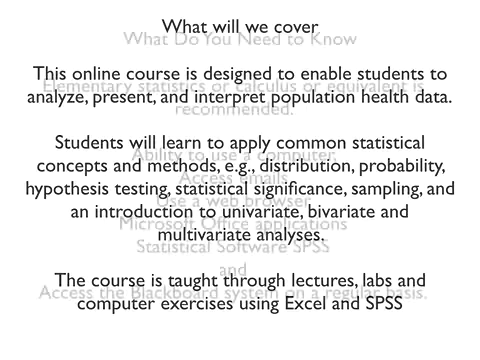 What will we cover
What Do You Need to Know
This online course is designed to enable students to
Elementary statistics or calculus or equivalent is
analyze, present, and interpret population health data.
recommended.
Students will learn to apply common statistical
Ability to use a computer
concepts and methods, e.g., distribution, probability,
Access emails
hypothesis testing, statistical significance, sampling, and
Use a web browser
an introduction to univariate, bivariate and
Microsoft Office applications
multivariate analyses.
Statistical Software SPSS
and
The course is taught through lectures, labs and
Access the Blackboard system on a regular basis.
computer exercises using Excel and SPSS